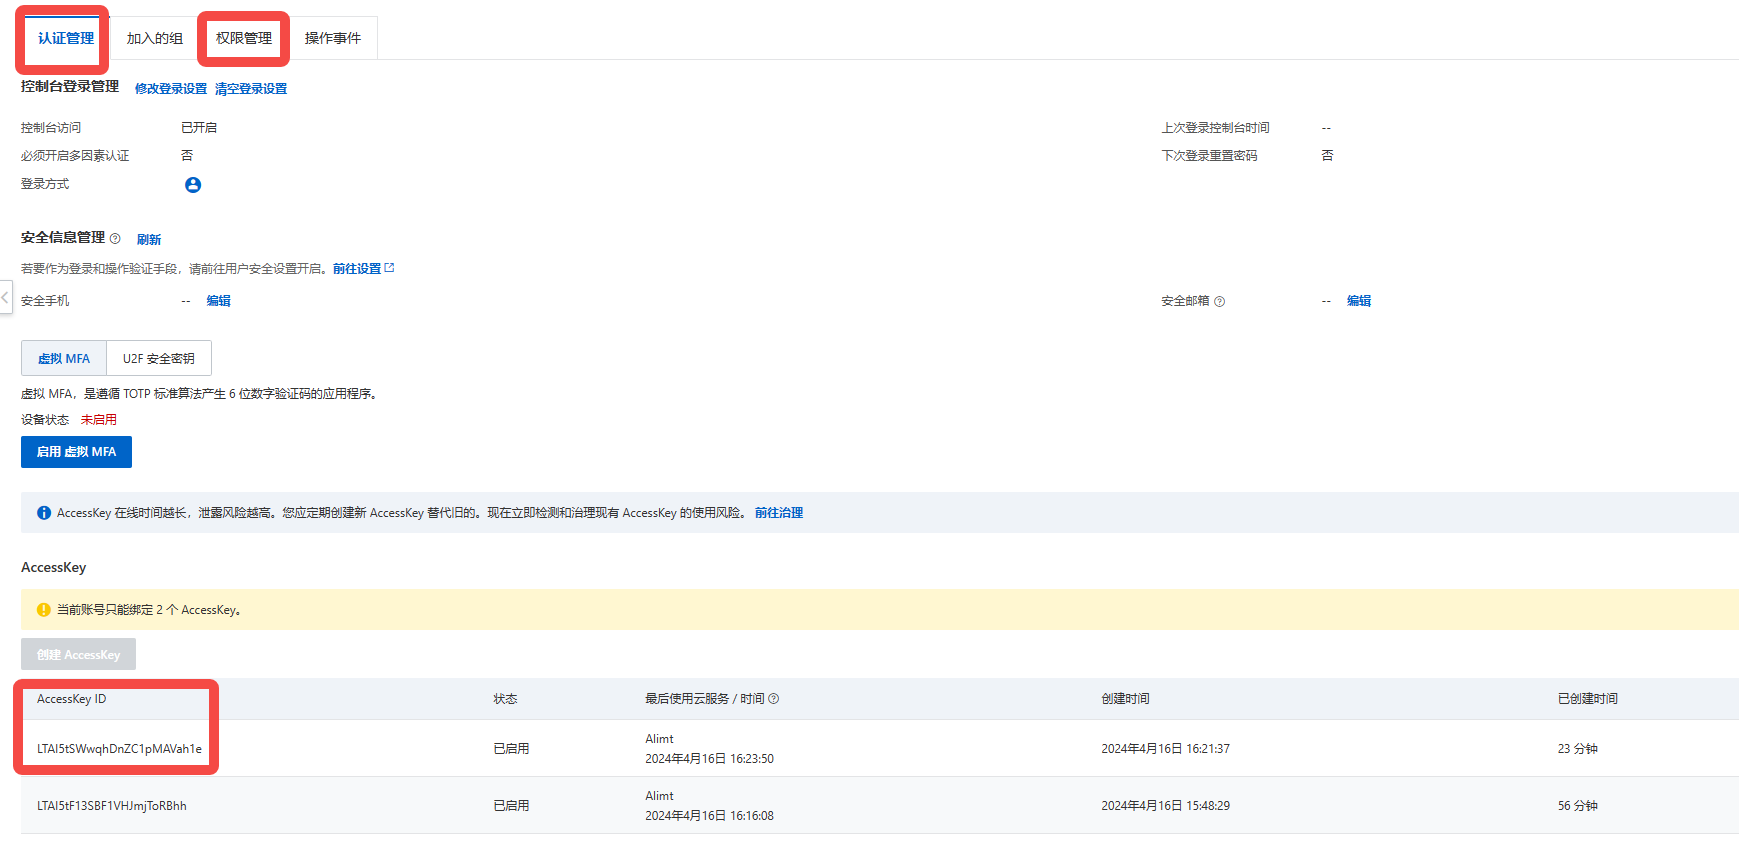 认证管理 加入的组 权限管理 操作事件
控制台登录管理 修改登录设置 清空登录设置
控制台访问 已开启 上次登录控制台时间 --
必须开启多因素认证 否 下次登录重置密码 否
登录方式
安全信息管理 刷新
若要作为登录和操作验证手段，请前往用户安全设置开启。前往设置
安全手机 -- 编辑 安全邮箱 -- 编辑
虚拟 MFA U2F 安全密钥
虚拟 MFA，是遵循 TOTP 标准算法产生 6 位数字验证码的应用程序。
设备状态 未启用
启用 虚拟 MFA
AccessKey 在线时间越长，泄露风险越高。您应定期创建新 AccessKey 替代旧的。现在立即检测和治理现有 AccessKey 的使用风险。 前往治理
AccessKey
当前账号只能绑定 2 个 AccessKey。
创建 AccessKey
AccessKey ID 状态 最后使用云服务 / 时间 创建时间 已创建时间
LTAI5tSWwqhDnZC1pMAVah1e 已启用 Alimt 2024年4月16日 16:21:37 23 分钟
2024年4月16日 16:23:50
LTAI5tF13SBF1VHJmjToRBhh 已启用 Alimt 2024年4月16日 15:48:29 56 分钟
2024年4月16日 16:16:08